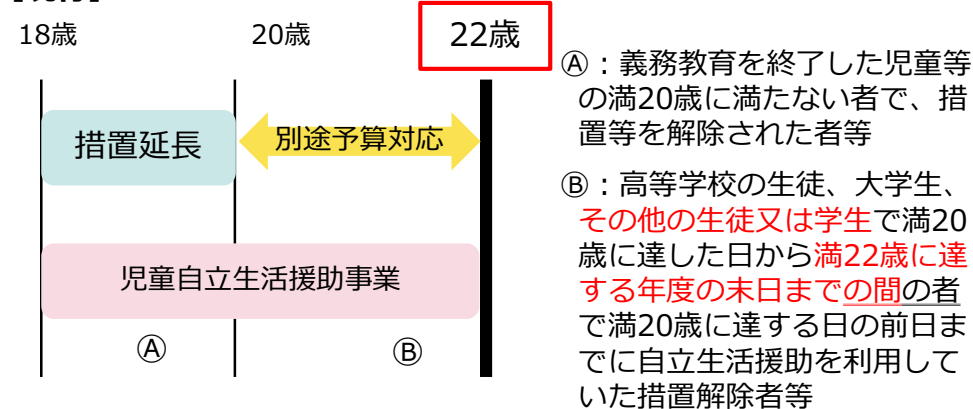 18歳
20歳
22歳
措置延長
別途予算対応
児童自立生活援助事業
Ⓐ
Ⓑ
Ⓐ：義務教育を終了した児童等
の満20歳に満たない者で、措
置等を解除された者等
Ⓑ：高等学校の生徒、大学生、
その他の生徒又は学生で満20
歳に達した日から満22歳に達
する年度の末日までの間の者
で満20歳に達する日の前日ま
でに自立生活援助を利用して
いた措置解除者等